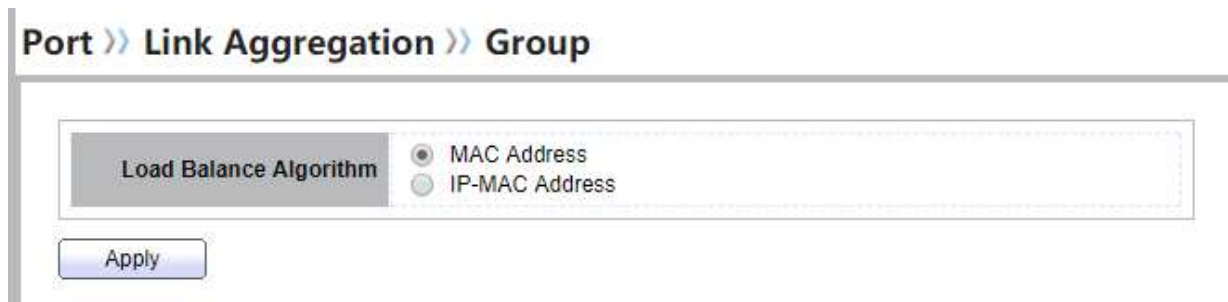 Port 》 Link Aggregation 》 Group
Load Balance Algorithm
MAC Address
IP-MAC Address
Apply